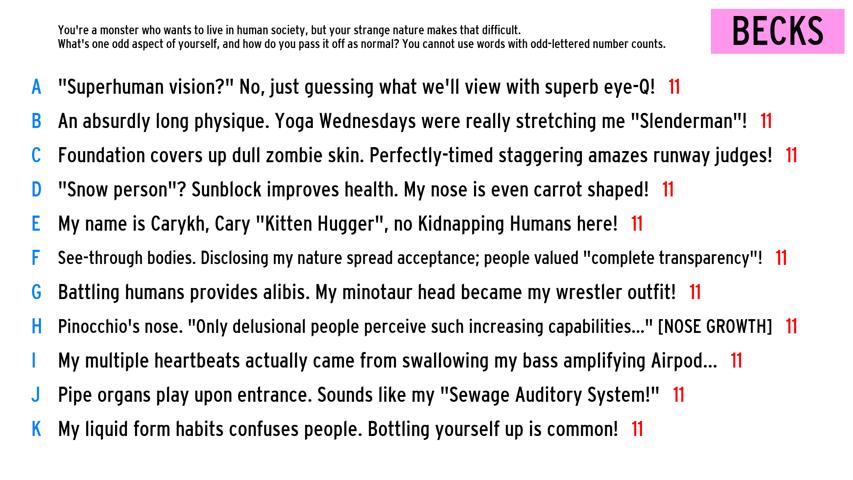 You're a monster who wants to live in human society, but your strange nature makes that difficult.
What's one odd aspect of yourself, and how do you pass it off as normal? You cannot use words with odd-lettered number counts.
BECKS
A "Superhuman vision?" No, just guessing what we'll view with superb eye-Q! 11
B An absurdly long physique. Yoga Wednesdays were really stretching me "Slenderman"! 11
C Foundation covers up dull zombie skin. Perfectly-timed staggering amazes runway judges! 11
D "Snow person"? Sunblock improves health. My nose is even carrot shaped! 11
E My name is Carykh, Cary "Kitten Hugger", no Kidnapping Humans here! 11
F See-through bodies. Disclosing my nature spread acceptance; people valued "complete transparency"! 11
G Battling humans provides alibis. My minotaur head became my wrestler outfit! 11
H Pinocchio's nose. "Only delusional people perceive such increasing capabilities..." [NOSE GROWTH] 11
I My multiple heartbeats actually came from swallowing my bass amplifying Airpod... 11
J Pipe organs play upon entrance. Sounds like my "Sewage Auditory System!" 11
K My liquid form habits confuses people. Bottling yourself up is common! 11